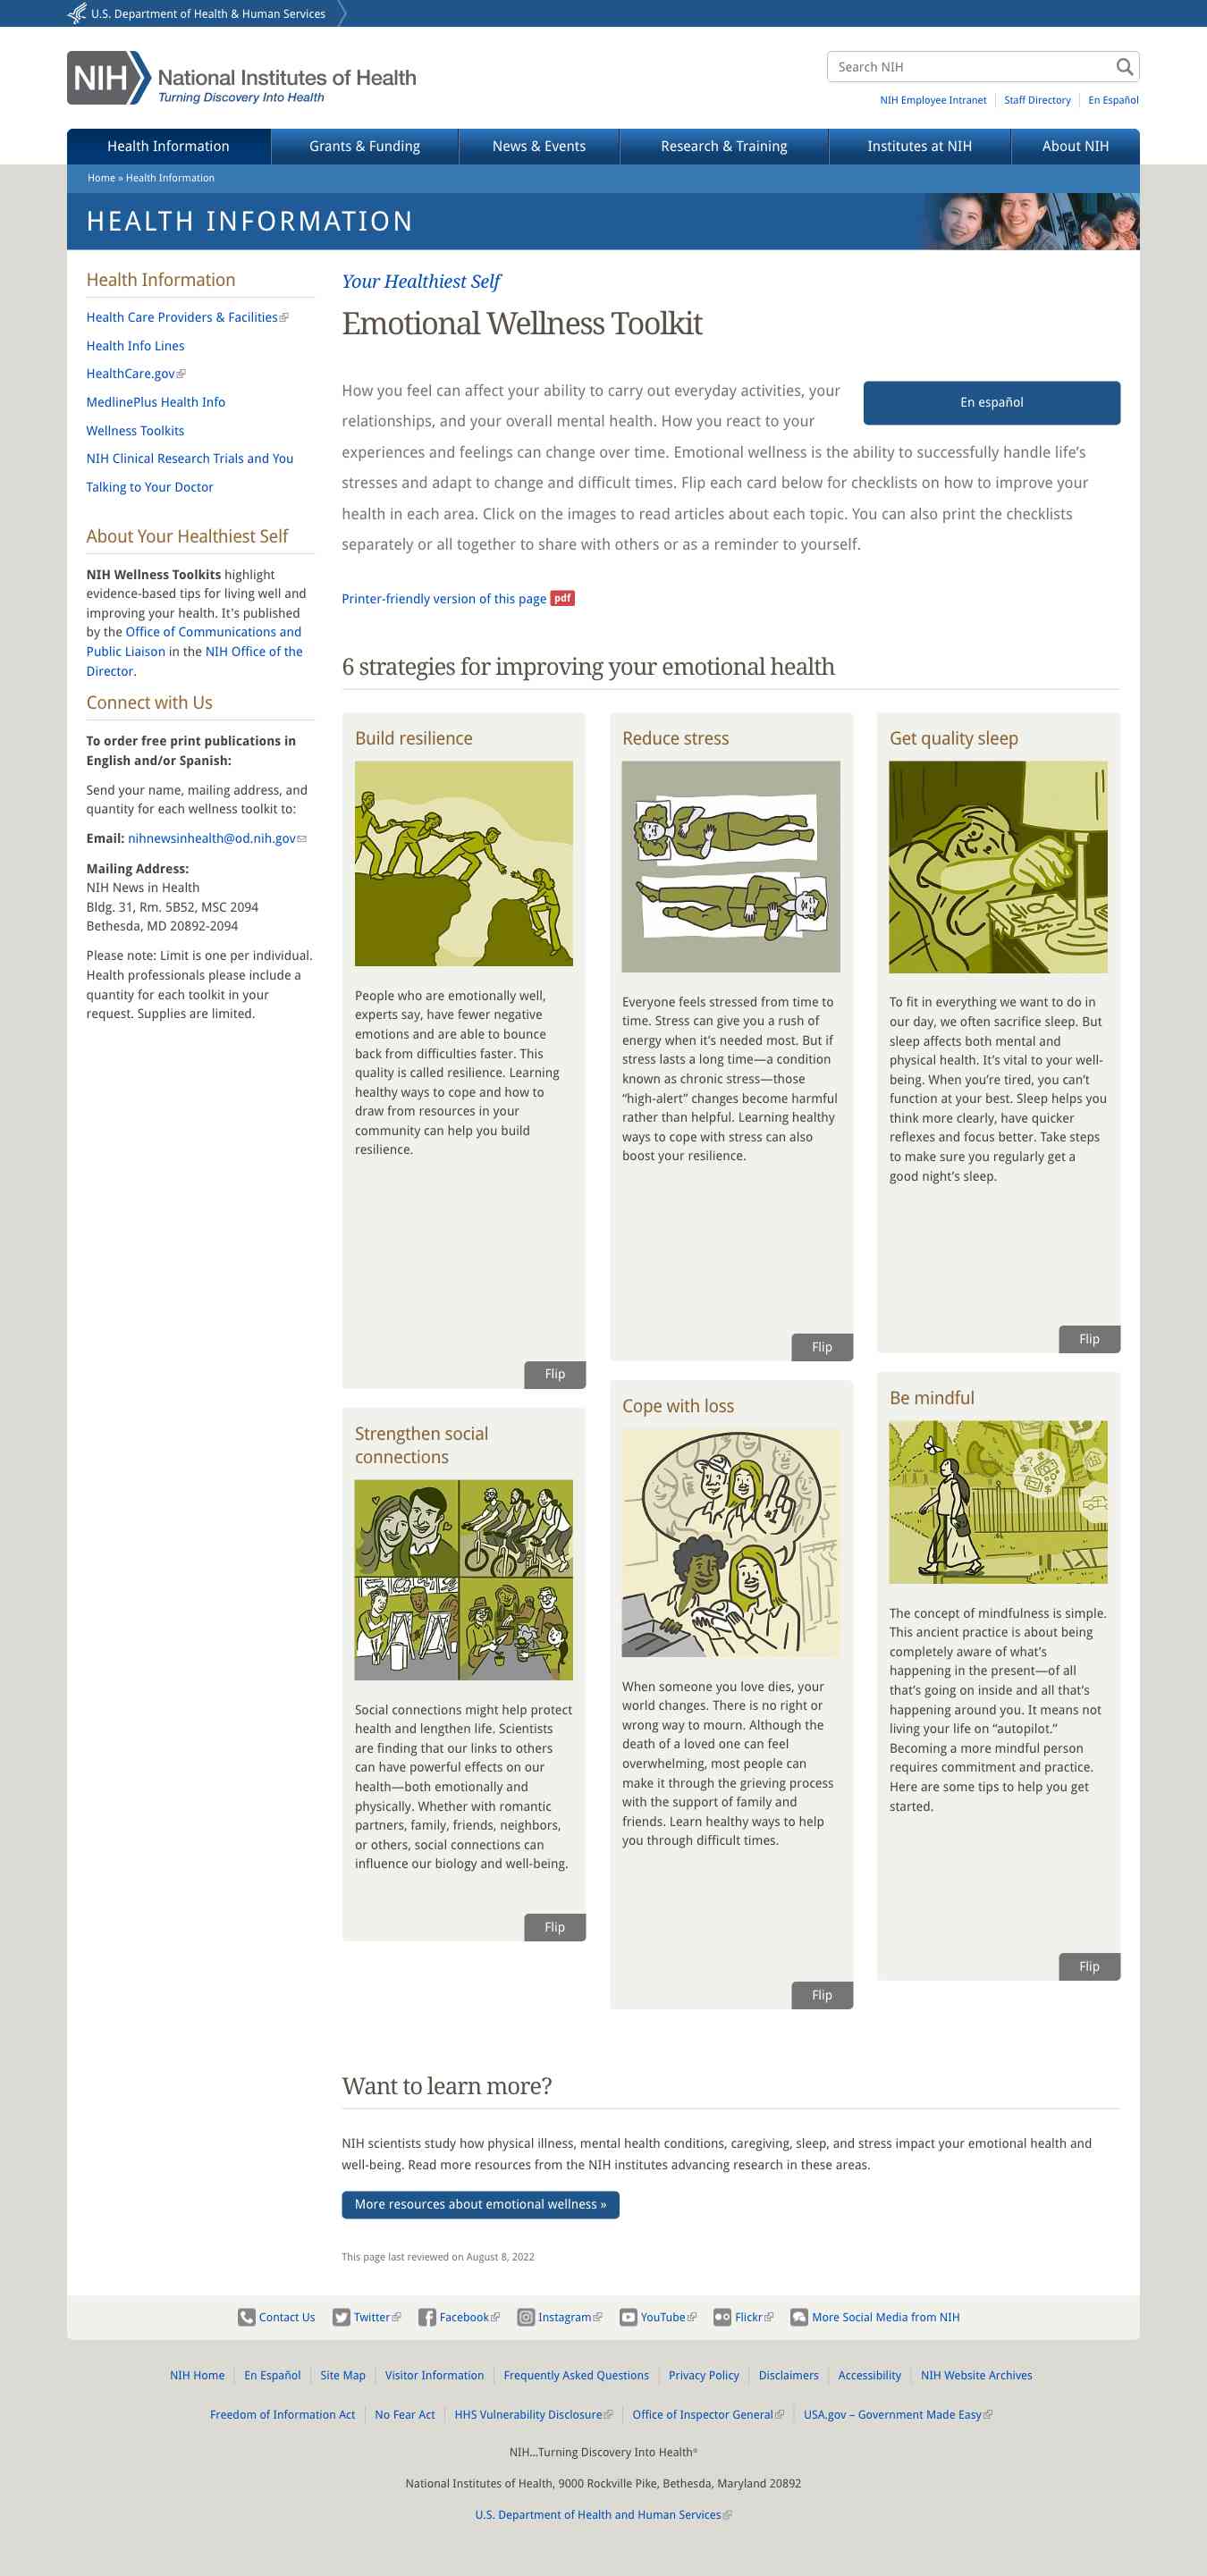 U.S. Department of Health & Human Services
NIH National Institutes of Health
Turning Discovery Into Health
Search NIH
NIH Employee Intranet
Staff Directory
En Español
Health Information
Grants & Funding
News & Events
Research & Training
Institutes at NIH
About NIH
Home » Health Information
HEALTH INFORMATION
Health Information
Health Care Providers & Facilities
Health Info Lines
HealthCare.gov
MedlinePlus Health Info
Wellness Toolkits
NIH Clinical Research Trials and You
Talking to Your Doctor
About Your Healthiest Self
NIH Wellness Toolkits highlight
evidence-based tips for living well and
improving your health. It's published
by the Office of Communications and
Public Liaison in the NIH Office of the
Director.
Connect with Us
To order free print publications in
English and/or Spanish:
Send your name, mailing address, and
quantity for each wellness toolkit to:
Email: nihnewsinhealth@od.nih.gov
Mailing Address:
NIH News in Health
Bldg. 31, Rm. 5B52, MSC 2094
Bethesda, MD 20892-2094
Please note: Limit is one per individual.
Health professionals please include a
quantity for each toolkit in your
request. Supplies are limited.
Your Healthiest Self
Emotional Wellness Toolkit
En español
How you feel can affect your ability to carry out everyday activities, your
relationships, and your overall mental health. How you react to your
experiences and feelings can change over time. Emotional wellness is the ability to successfully handle life’s
stresses and adapt to change and difficult times. Flip each card below for checklists on how to improve your
health in each area. Click on the images to read articles about each topic. You can also print the checklists
separately or all together to share with others or as a reminder to yourself.
Printer-friendly version of this page pdf
6 strategies for improving your emotional health
Build resilience
People who are emotionally well,
experts say, have fewer negative
emotions and are able to bounce
back from difficulties faster. This
quality is called resilience. Learning
healthy ways to cope and how to
draw from resources in your
community can help you build
resilience.
Flip
Reduce stress
Everyone feels stressed from time to
time. Stress can give you a rush of
energy when it’s needed most. But if
stress lasts a long time—a condition
known as chronic stress—those
“high-alert” changes become harmful
rather than helpful. Learning healthy
ways to cope with stress can also
boost your resilience.
Flip
Get quality sleep
To fit in everything we want to do in
our day, we often sacrifice sleep. But
sleep affects both mental and
physical health. It’s vital to your well-
being. When you’re tired, you can’t
function at your best. Sleep helps you
think more clearly, have quicker
reflexes and focus better. Take steps
to make sure you regularly get a
good night’s sleep.
Flip
Strengthen social
connections
Social connections might help protect
health and lengthen life. Scientists
are finding that our links to others
can have powerful effects on our
health—both emotionally and
physically. Whether with romantic
partners, family, friends, neighbors,
or others, social connections can
influence our biology and well-being.
Flip
Cope with loss
When someone you love dies, your
world changes. There is no right or
wrong way to mourn. Although the
death of a loved one can feel
overwhelming, most people can
make it through the grieving process
with the support of family and
friends. Learn healthy ways to help
you through difficult times.
Flip
Be mindful
The concept of mindfulness is simple.
This ancient practice is about being
completely aware of what’s
happening in the present—of all
that’s going on inside and all that’s
happening around you. It means not
living your life on “autopilot.”
Becoming a more mindful person
requires commitment and practice.
Here are some tips to help you get
started.
Flip
Want to learn more?
NIH scientists study how physical illness, mental health conditions, caregiving, sleep, and stress impact your emotional health and
well-being. Read more resources from the NIH institutes advancing research in these areas.
More resources about emotional wellness »
This page last reviewed on August 8, 2022
Contact Us
Twitter
Facebook
Instagram
YouTube
Flickr
More Social Media from NIH
NIH Home
En Español
Site Map
Visitor Information
Frequently Asked Questions
Privacy Policy
Disclaimers
Accessibility
NIH Website Archives
Freedom of Information Act
No Fear Act
HHS Vulnerability Disclosure
Office of Inspector General
USA.gov – Government Made Easy
NIH…Turning Discovery Into Health®
National Institutes of Health, 9000 Rockville Pike, Bethesda, Maryland 20892
U.S. Department of Health and Human Services